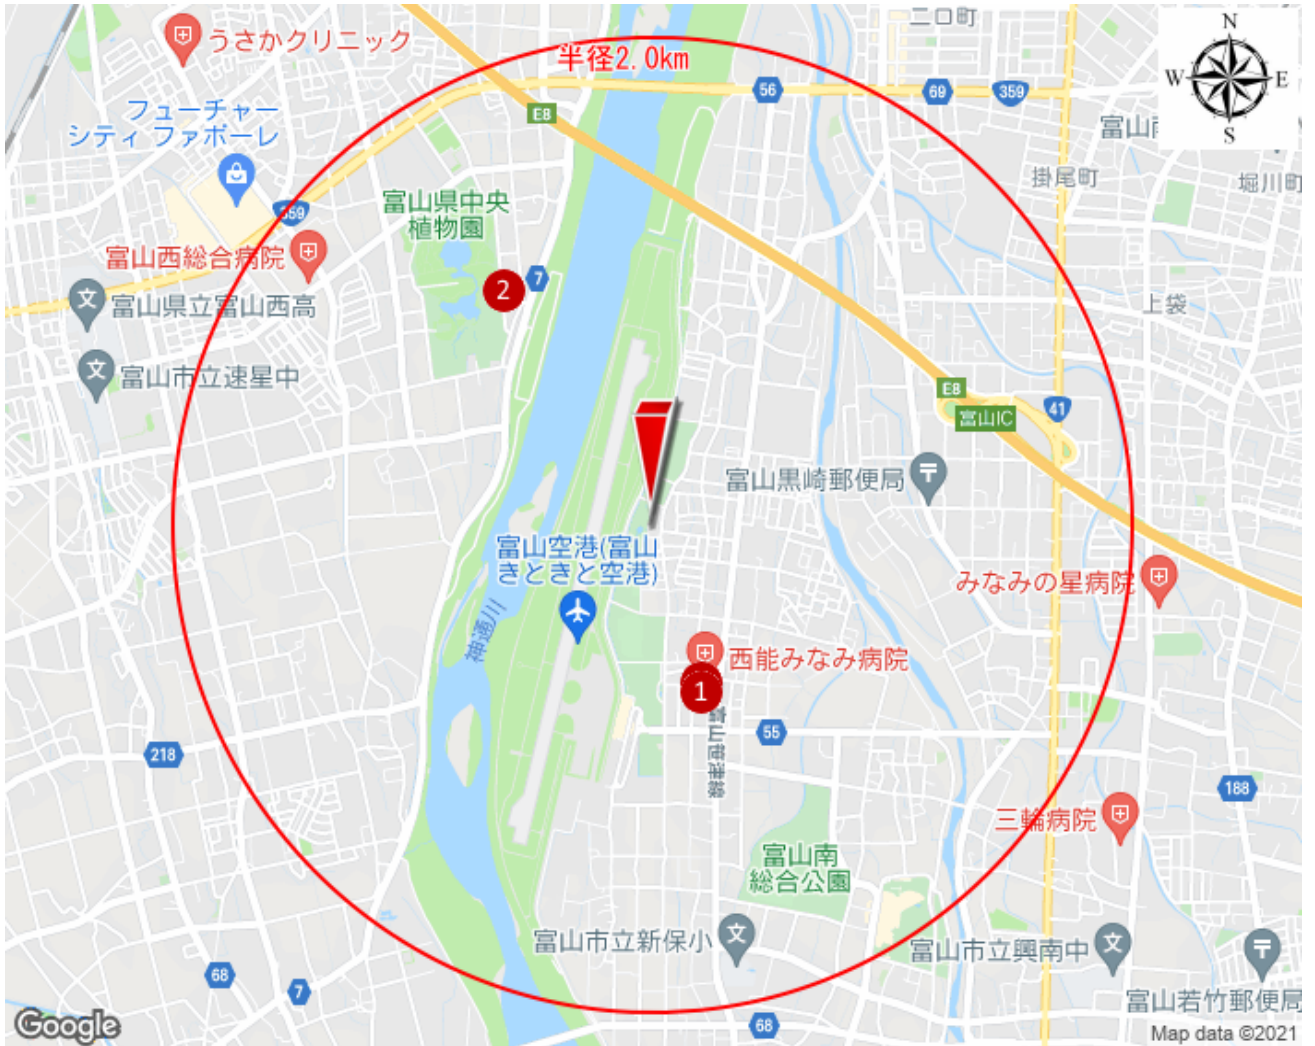 二口町
N
W
E
S
うさかクリニック
半径2.0km
56
69
359
E8
フューチャー
シティ ファボーレ
富山
掛尾町
堀川町
359
富山県中央
植物園
富山西総合病院
7
2
富山県立富山西高
上袋
富山市立速星中
E8
41
富山IC
富山黒崎郵便局
富山空港(富山
きときと空港)
みなみの星病院
神通川
西能みなみ病院
1
富山笹津線
55
218
188
三輪病院
富山南
総合公園
富山市立新保小
富山市立興南中
68
7
富山若竹郵便局
Google
68
Map data ©2021